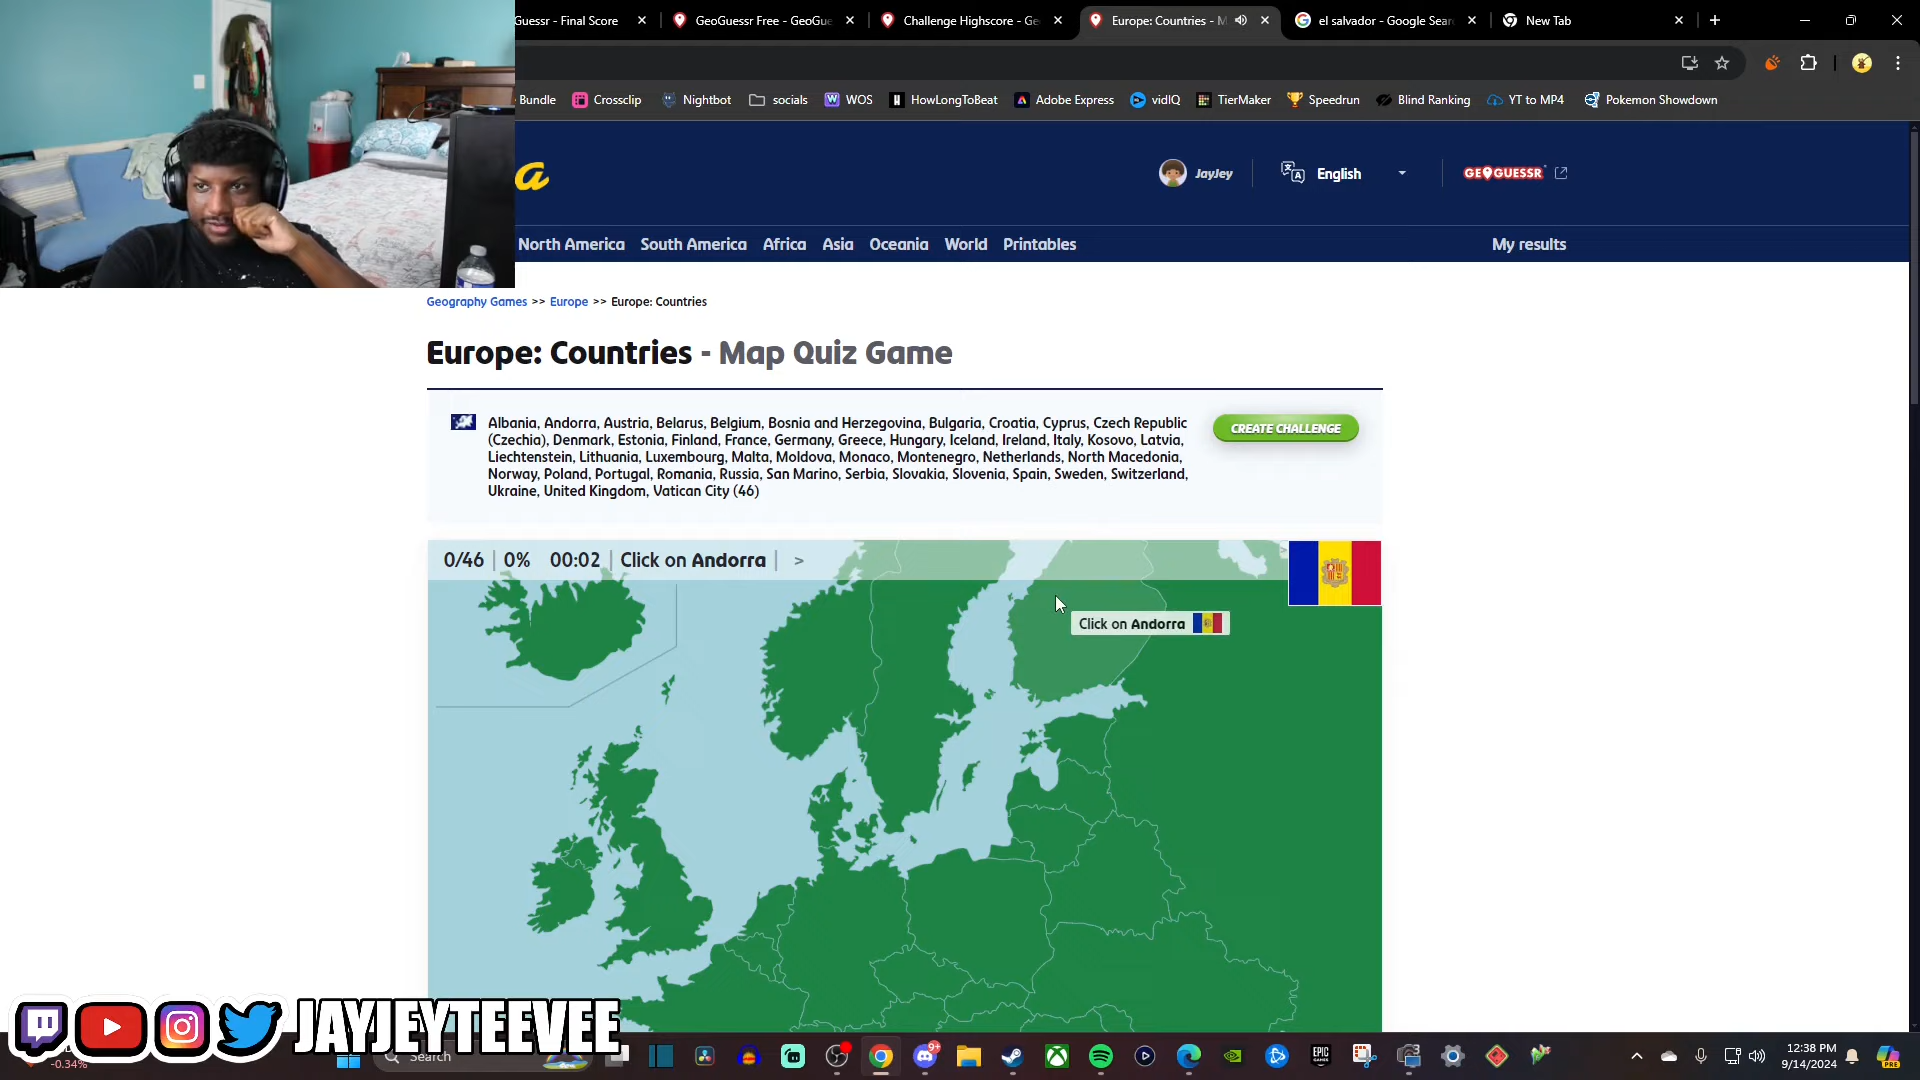 Guessr - Final Score
GeoGuessr Free - GeoGue
Challenge Highscore - Ge
Europe: Countries - M
el salvador - Google Sear
New Tab
Bundle
Crossclip
Nightbot
socials
WOS
HowLongToBeat
Adobe Express
vidIQ
TierMaker
Speedrun
Blind Ranking
YT to MP4
Pokemon Showdown
a
JayJey
English
GEOGUESSR
North America South America Africa Asia Oceania World Printables
My results
Geography Games >> Europe >> Europe: Countries
Europe: Countries - Map Quiz Game
Albania, Andorra, Austria, Belarus, Belgium, Bosnia and Herzegovina, Bulgaria, Croatia, Cyprus, Czech Republic
(Czechia), Denmark, Estonia, Finland, France, Germany, Greece, Hungary, Iceland, Ireland, Italy, Kosovo, Latvia,
Liechtenstein, Lithuania, Luxembourg, Malta, Moldova, Monaco, Montenegro, Netherlands, North Macedonia,
Norway, Poland, Portugal, Romania, Russia, San Marino, Serbia, Slovakia, Slovenia, Spain, Sweden, Switzerland,
Ukraine, United Kingdom, Vatican City (46)
CREATE CHALLENGE
0/46 | 0% 00:02 | Click on Andorra | >
Click on Andorra
JAYJEYTEEVEE
-0.34%
Search
9+
EPIC GAMES
12:38 PM
9/14/2024
PRE